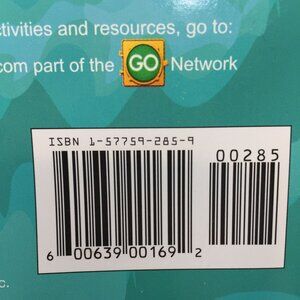 ctivities and resources, go to:
com part of the GO Network
ISBN 1-57759-285-9
00285
6 00639 00169 2
c.